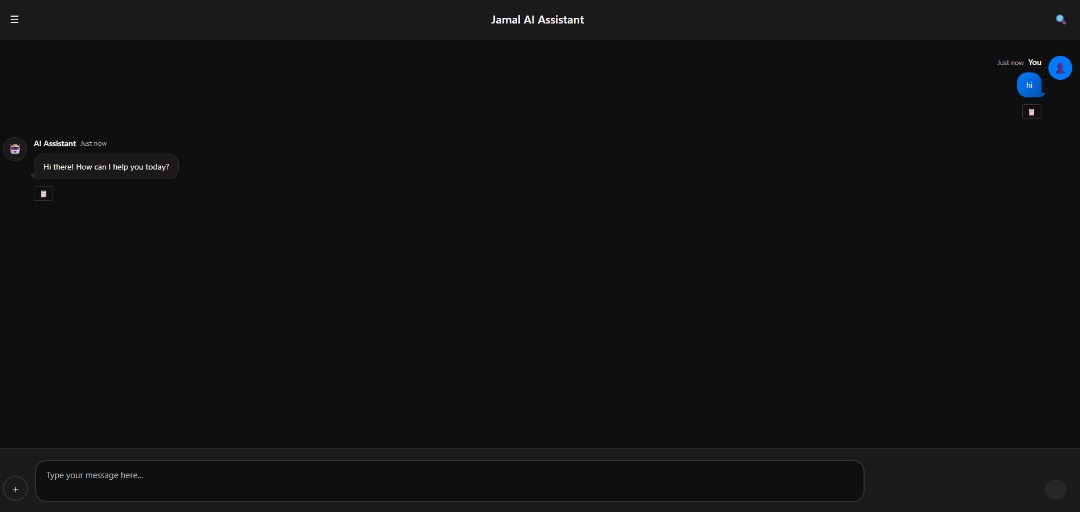 Jamal AI Assistant
Just now You
hi
AI Assistant Just now
Hi there! How can I help you today?
Type your message here...
+